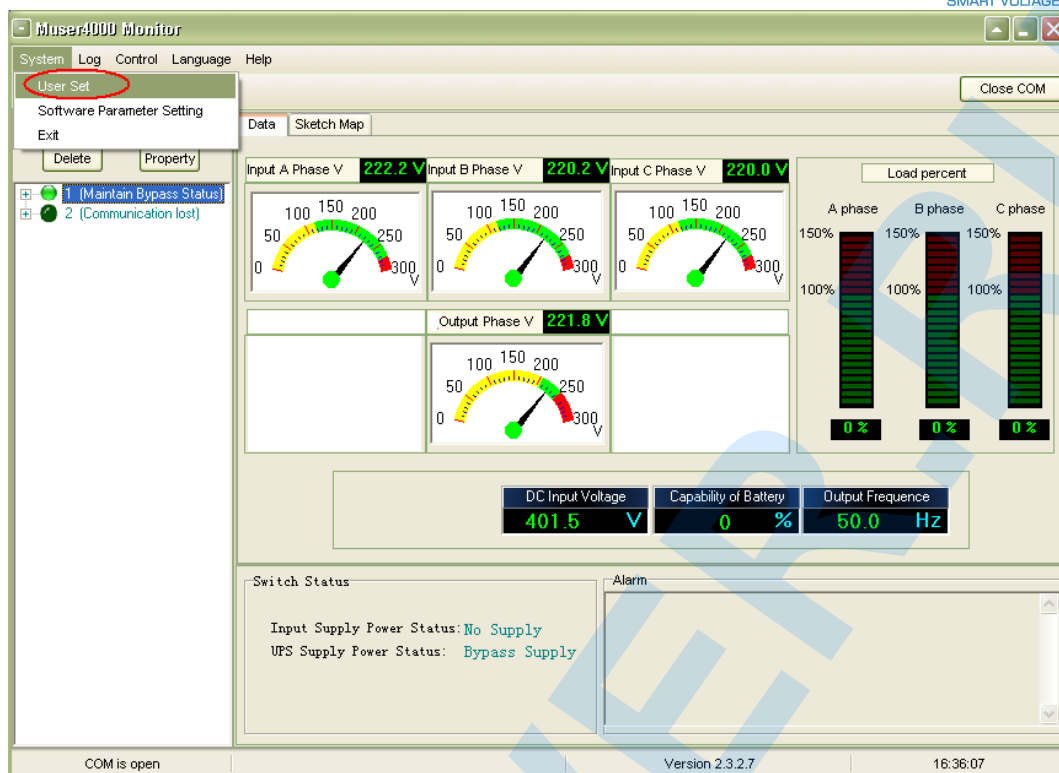 SMART VOLTAGE
Muser4000 Monitor
System Log Control Language Help
User Set
Software Parameter Setting
Exit
Close COM
Delete Property
Data Sketch Map
1 (Maintain Bypass Status)
2 (Communication lost)
Input A Phase V 222.2 V Input B Phase V 220.2 V Input C Phase V 220.0 V
0 50 100 150 200 250 300 V
0 50 100 150 200 250 300 V
0 50 100 150 200 250 300 V
Output Phase V 221.8 V
0 50 100 150 200 250 300 V
Load percent
A phase B phase C phase
150% 150% 150%
100% 100% 100%
0 % 0 % 0 %
DC Input Voltage Capability of Battery Output Frequence
401.5 V 0 % 50.0 Hz
Switch Status
Input Supply Power Status: No Supply
UPS Supply Power Status: Bypass Supply
Alarm
COM is open Version 2.3.2.7 16:36:07